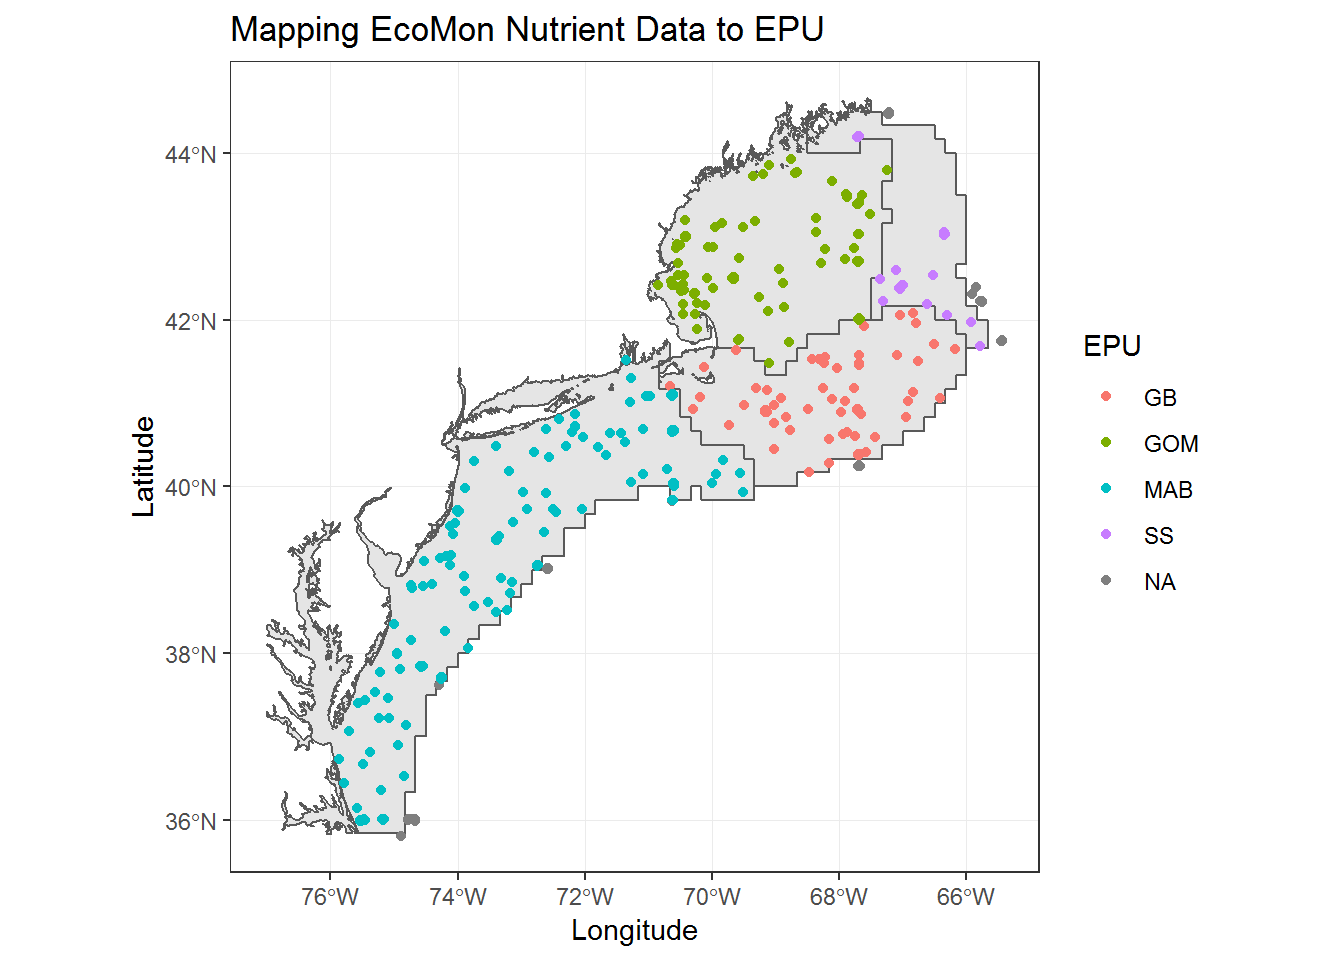 Mapping EcoMon Nutrient Data to EPU
44°N
42°N
40°N
38°N
36°N
Latitude
76°W
74°W
72°W
70°W
68°W
66°W
Longitude
EPU
GB
GOM
MAB
SS
NA